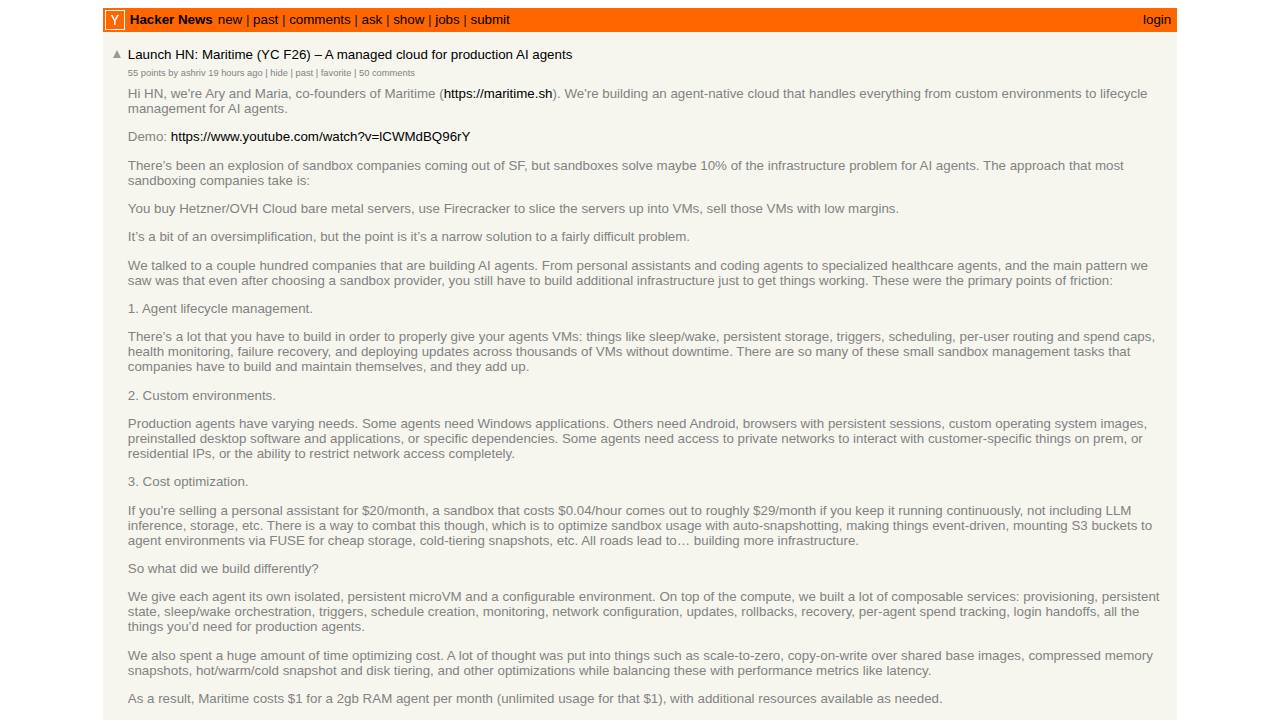 Y Hacker News new | past | comments | ask | show | jobs | submit login
▲ Launch HN: Maritime (YC F26) – A managed cloud for production AI agents
55 points by ashriv 19 hours ago | hide | past | favorite | 50 comments
Hi HN, we're Ary and Maria, co-founders of Maritime (https://maritime.sh). We're building an agent-native cloud that handles everything from custom environments to lifecycle
management for AI agents.
Demo: https://www.youtube.com/watch?v=lCWMdBQ96rY
There's been an explosion of sandbox companies coming out of SF, but sandboxes solve maybe 10% of the infrastructure problem for AI agents. The approach that most
sandboxing companies take is:
You buy Hetzner/OVH Cloud bare metal servers, use Firecracker to slice the servers up into VMs, sell those VMs with low margins.
It’s a bit of an oversimplification, but the point is it’s a narrow solution to a fairly difficult problem.
We talked to a couple hundred companies that are building AI agents. From personal assistants and coding agents to specialized healthcare agents, and the main pattern we
saw was that even after choosing a sandbox provider, you still have to build additional infrastructure just to get things working. These were the primary points of friction:
1. Agent lifecycle management.
There’s a lot that you have to build in order to properly give your agents VMs: things like sleep/wake, persistent storage, triggers, scheduling, per-user routing and spend caps,
health monitoring, failure recovery, and deploying updates across thousands of VMs without downtime. There are so many of these small sandbox management tasks that
companies have to build and maintain themselves, and they add up.
2. Custom environments.
Production agents have varying needs. Some agents need Windows applications. Others need Android, browsers with persistent sessions, custom operating system images,
preinstalled desktop software and applications, or specific dependencies. Some agents need access to private networks to interact with customer-specific things on prem, or
residential IPs, or the ability to restrict network access completely.
3. Cost optimization.
If you’re selling a personal assistant for $20/month, a sandbox that costs $0.04/hour comes out to roughly $29/month if you keep it running continuously, not including LLM
inference, storage, etc. There is a way to combat this though, which is to optimize sandbox usage with auto-snapshotting, making things event-driven, mounting S3 buckets to
agent environments via FUSE for cheap storage, cold-tiering snapshots, etc. All roads lead to… building more infrastructure.
So what did we build differently?
We give each agent its own isolated, persistent microVM and a configurable environment. On top of the compute, we built a lot of composable services: provisioning, persistent
state, sleep/wake orchestration, triggers, schedule creation, monitoring, network configuration, updates, rollbacks, recovery, per-agent spend tracking, login handoffs, all the
things you’d need for production agents.
We also spent a huge amount of time optimizing cost. A lot of thought was put into things such as scale-to-zero, copy-on-write over shared base images, compressed memory
snapshots, hot/warm/cold snapshot and disk tiering, and other optimizations while balancing these with performance metrics like latency.
As a result, Maritime costs $1 for a 2gb RAM agent per month (unlimited usage for that $1), with additional resources available as needed.